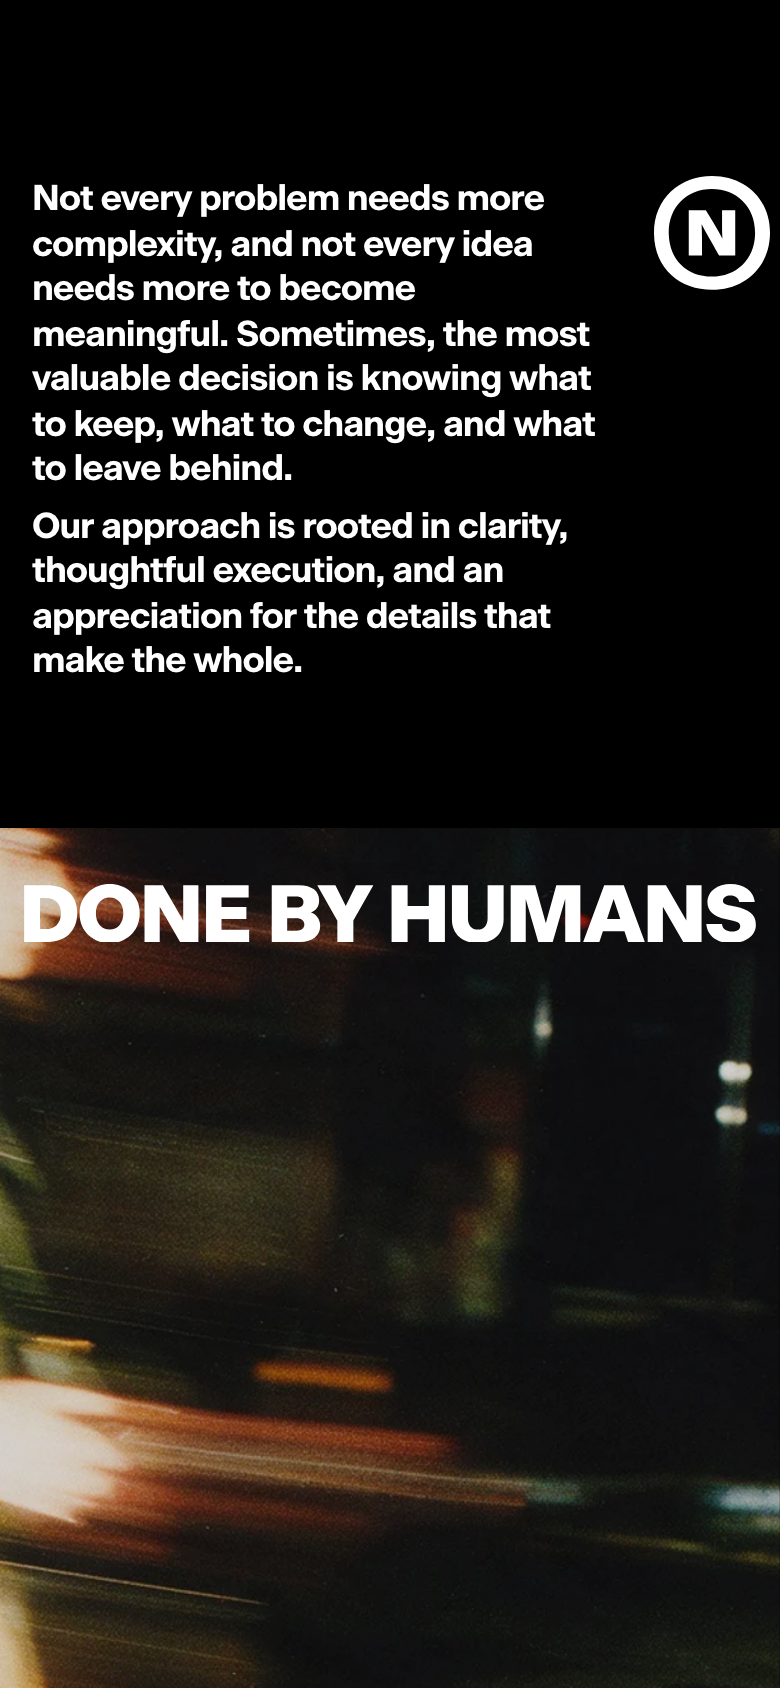 Not every problem needs more
complexity, and not every idea
needs more to become
meaningful. Sometimes, the most
valuable decision is knowing what
to keep, what to change, and what
to leave behind.
Our approach is rooted in clarity,
thoughtful execution, and an
appreciation for the details that
make the whole.
N
DONE BY HUMANS